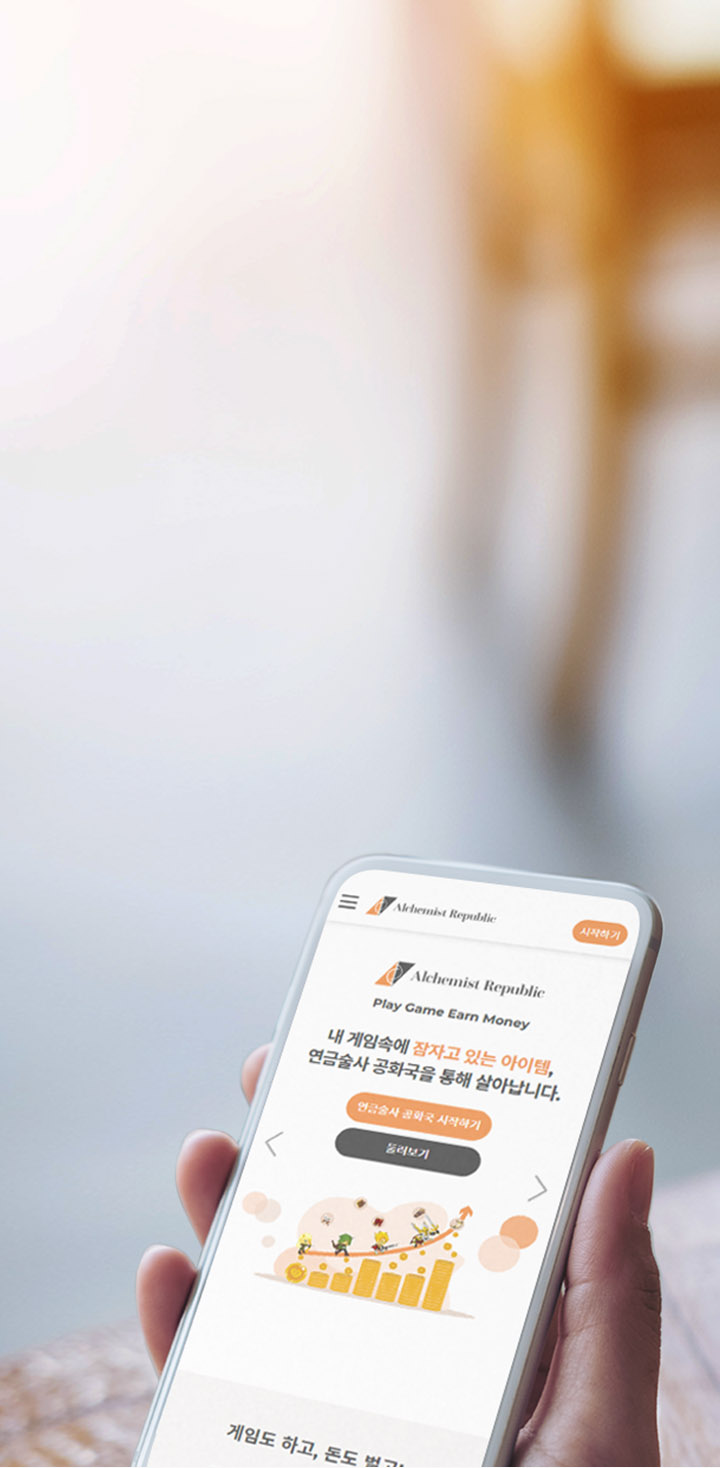 Alchemist Republic
시작하기
Alchemist Republic
Play Game Earn Money
내 게임속에 잠자고 있는 아이템,
연금술사 공화국을 통해 살아납니다.
연금술사 공화국 시작하기
둘러보기
게임도 하고, 돈도 벌고!